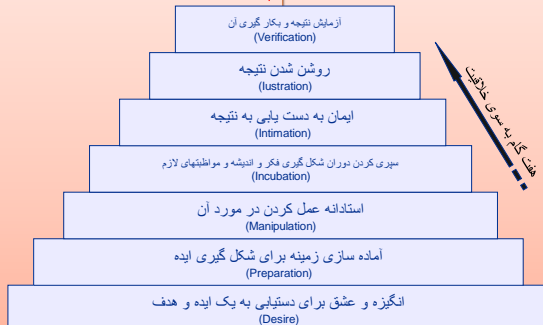 آزمایش نتیجه و بکار گیری آن
(Verification)
روشن شدن نتیجه
(lustration)
ایمان به دست یابی به نتیجه
(Intimation)
سپری کردن دوران شکل گیری فکر و اندیشه و مواظبتهای لازم
(Incubation)
استادانه عمل کردن در مورد آن
(Manipulation)
آماده سازی زمینه برای شکل گیری ایده
(Preparation)
انگیزه و عشق برای دستیابی به یک ایده و هدف
(Desire)
هفت گام به سوی خلاقیت